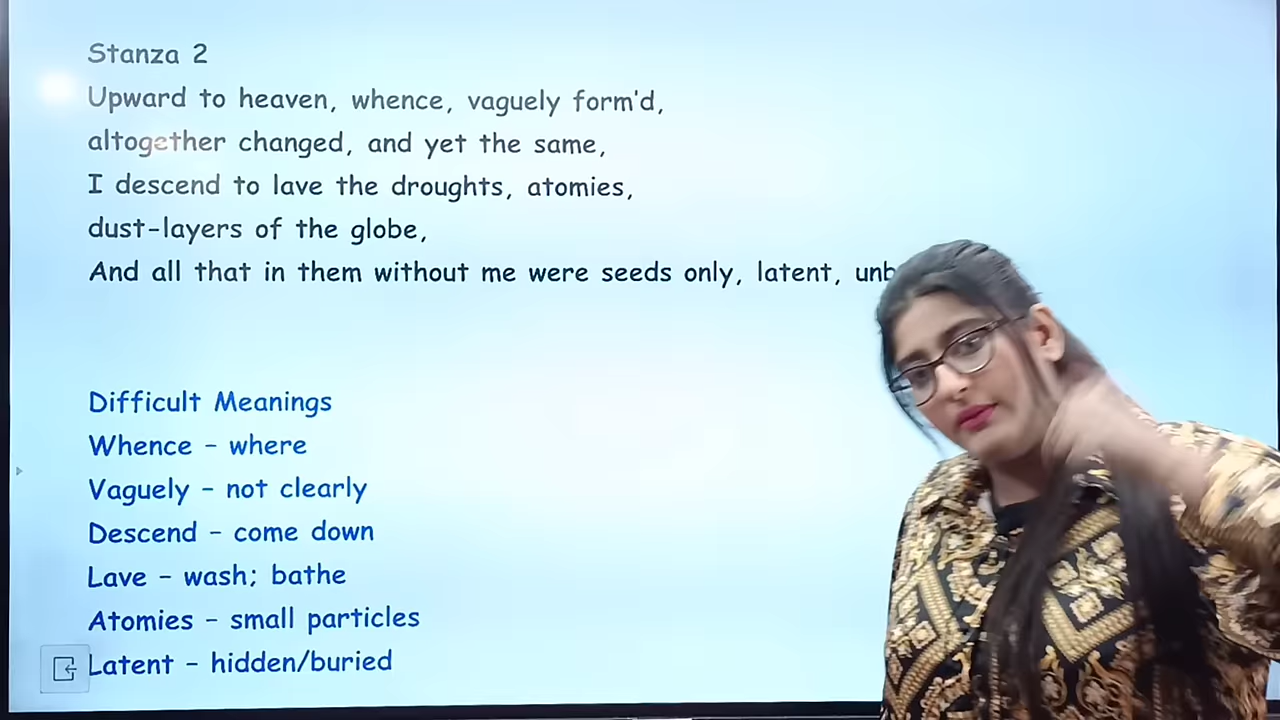 Stanza 2
Upward to heaven, whence, vaguely form'd,
altogether changed, and yet the same,
I descend to lave the droughts, atomies,
dust-layers of the globe,
And all that in them without me were seeds only, latent,
Difficult Meanings
Whence - where
Vaguely - not clearly
Descend - come down
Lave - wash; bathe
Atomies - small particles
Latent - hidden/buried